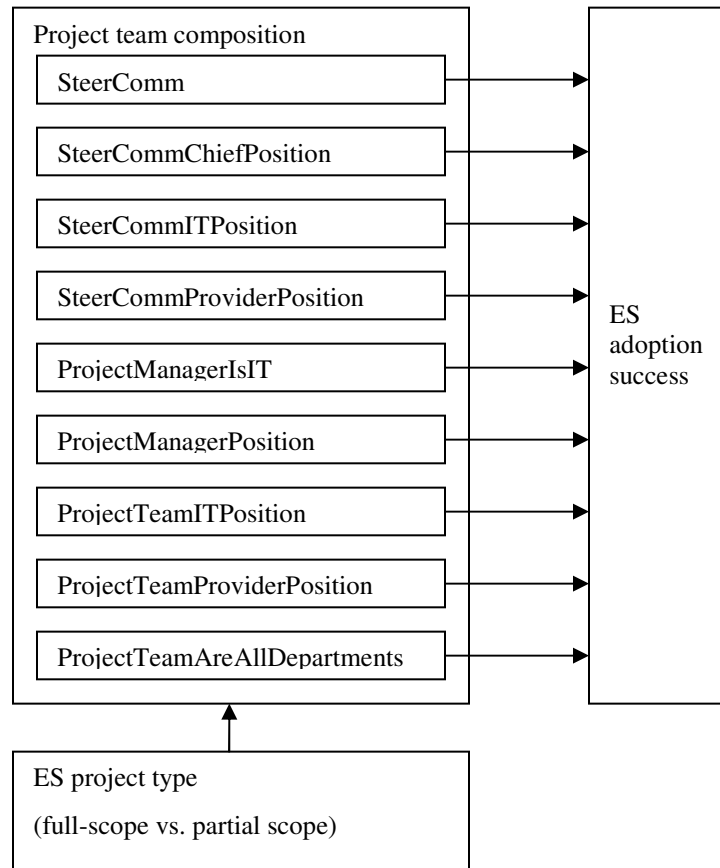 Project team composition
SteerComm
SteerCommChiefPosition
SteerCommITPosition
SteerCommProviderPosition
ProjectManagerIsIT
ProjectManagerPosition
ProjectTeamITPosition
ProjectTeamProviderPosition
ProjectTeamAreAllDepartments
ES
adoption
success
ES project type
(full-scope vs. partial scope)